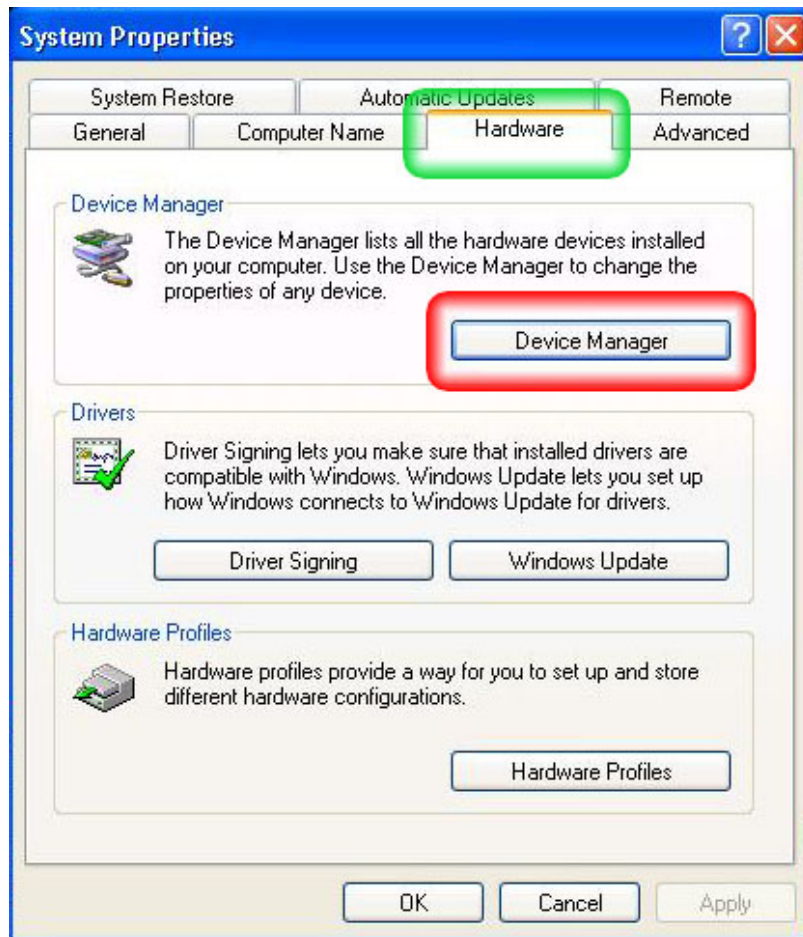 System Properties
System Restore Automatic Updates Remote
General Computer Name Hardware Advanced
Device Manager
The Device Manager lists all the hardware devices installed
on your computer. Use the Device Manager to change the
properties of any device.
Device Manager
Drivers
Driver Signing lets you make sure that installed drivers are
compatible with Windows. Windows Update lets you set up
how Windows connects to Windows Update for drivers.
Driver Signing Windows Update
Hardware Profiles
Hardware profiles provide a way for you to set up and store
different hardware configurations.
Hardware Profiles
OK Cancel Apply